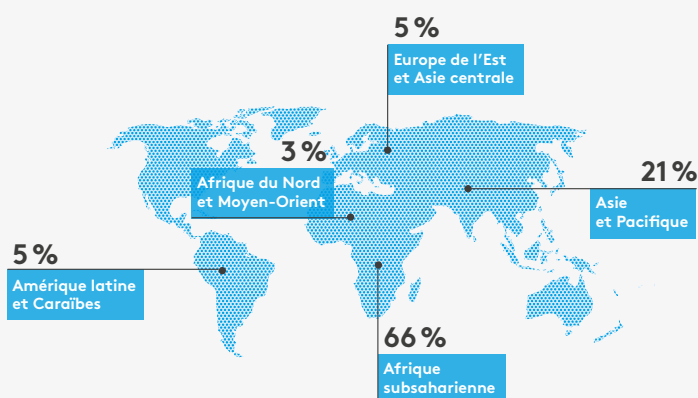 5 %
Europe de l’Est
et Asie centrale
3 %
Afrique du Nord
et Moyen-Orient
21 %
Asie
et Pacifique
5 %
Amérique latine
et Caraïbes
66 %
Afrique
subsaharienne